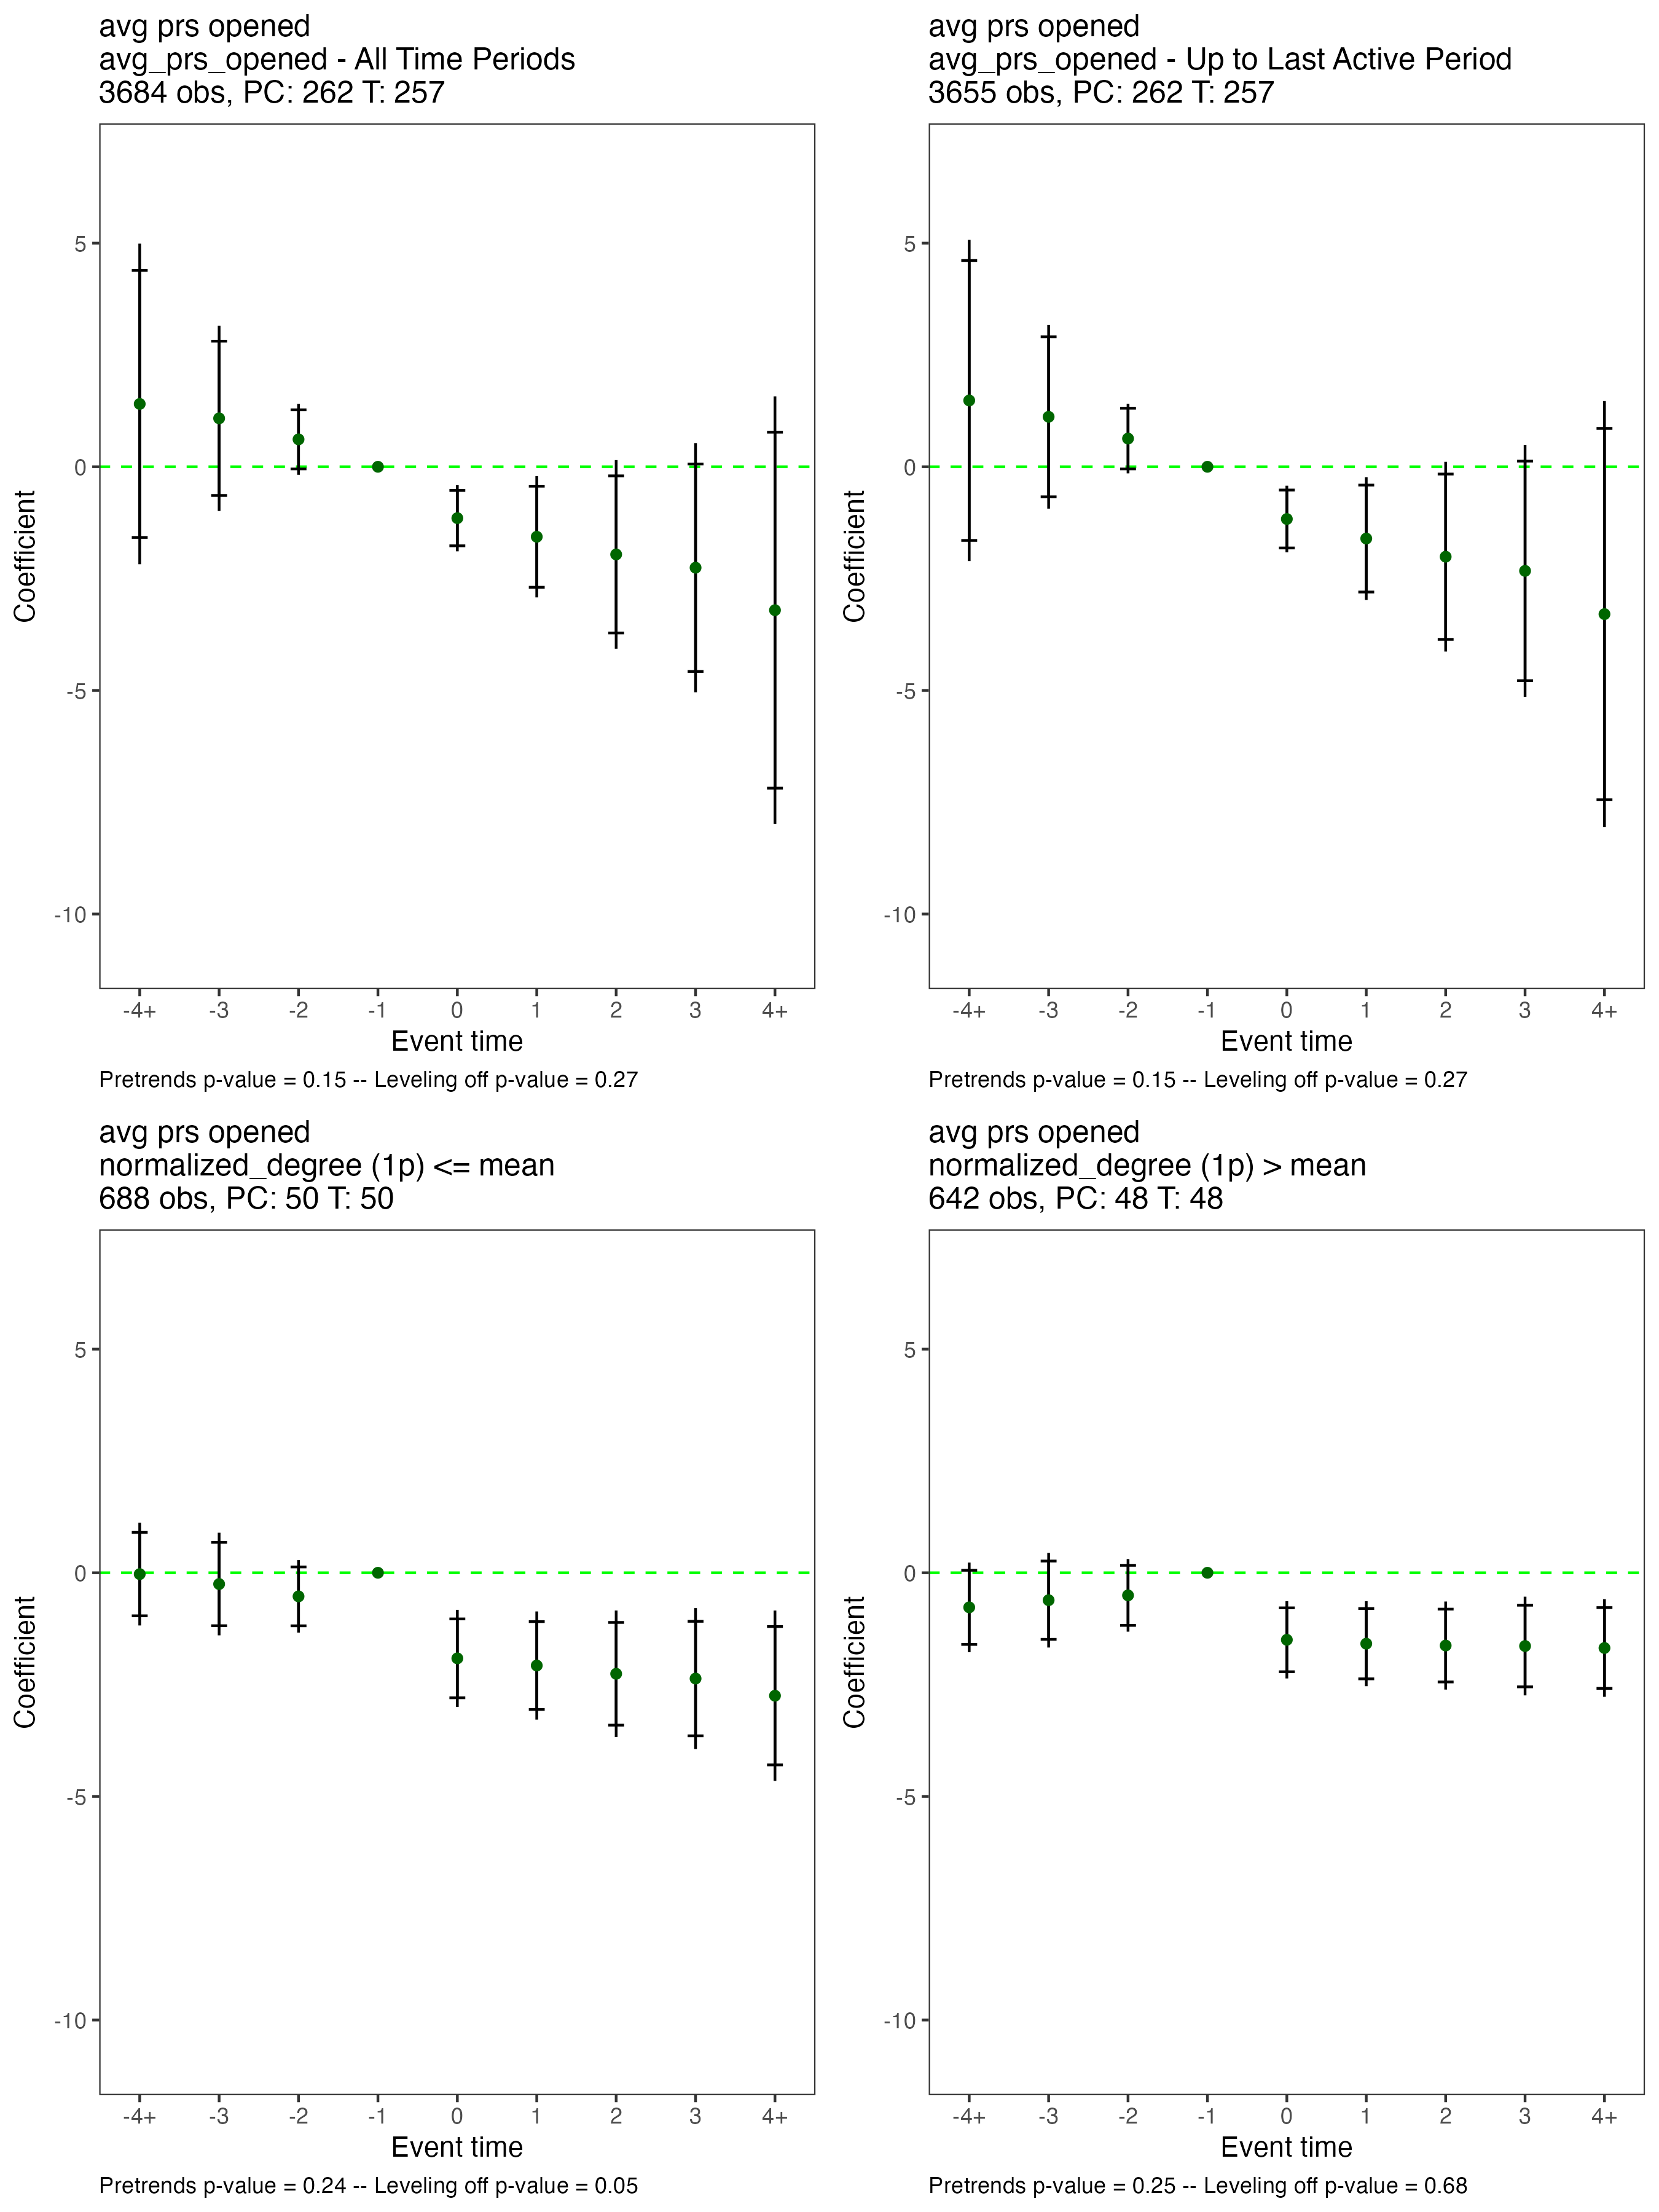 avg prs opened
avg_prs_opened - All Time Periods
3684 obs, PC: 262 T: 257
Coefficient
5
0
-5
-10
-4+ -3 -2 -1 0 1 2 3 4+
Event time
Pretrends p-value = 0.15 -- Leveling off p-value = 0.27
avg prs opened
avg_prs_opened - Up to Last Active Period
3655 obs, PC: 262 T: 257
Coefficient
5
0
-5
-10
-4+ -3 -2 -1 0 1 2 3 4+
Event time
Pretrends p-value = 0.15 -- Leveling off p-value = 0.27
avg prs opened
normalized_degree (1p) <= mean
688 obs, PC: 50 T: 50
Coefficient
5
0
-5
-10
-4+ -3 -2 -1 0 1 2 3 4+
Event time
Pretrends p-value = 0.24 -- Leveling off p-value = 0.05
avg prs opened
normalized_degree (1p) > mean
642 obs, PC: 48 T: 48
Coefficient
5
0
-5
-10
-4+ -3 -2 -1 0 1 2 3 4+
Event time
Pretrends p-value = 0.25 -- Leveling off p-value = 0.68